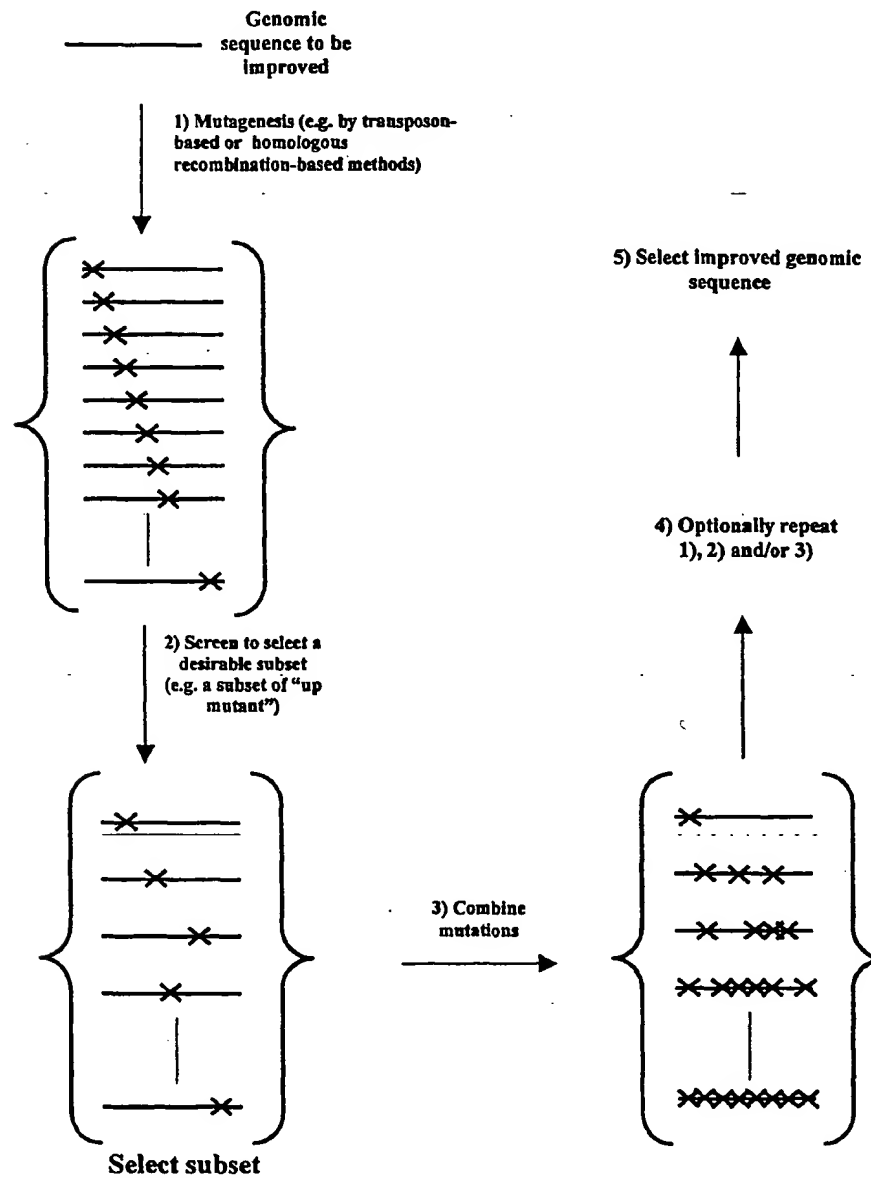 Genomic
sequence to be
improved
1) Mutagenesis (e.g. by transposon-
based or homologous
recombination-based methods)
2) Screen to select a
desirable subset
(e.g. a subset of “up
mutant”)
Select subset
3) Combine
mutations
4) Optionally repeat
1), 2) and/or 3)
5) Select improved genomic
sequence